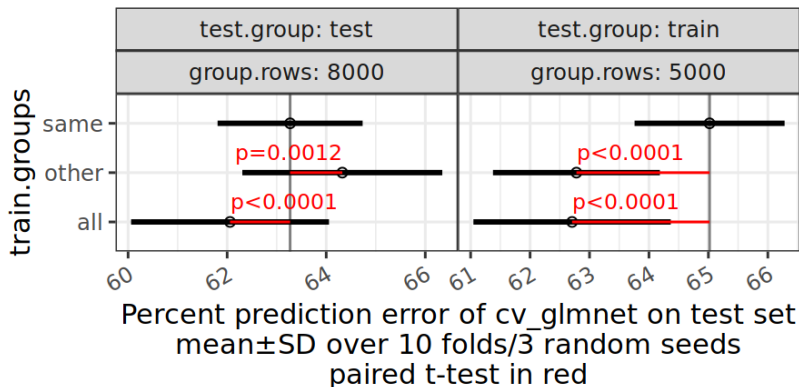 test.group: test
test.group: train
group.rows: 8000
group.rows: 5000
train.groups
same
other
all
p=0.0012
p<0.0001
p<0.0001
p<0.0001
60 62 64 66
61 62 63 64 65 66
Percent prediction error of cv_glmnet on test set
mean±SD over 10 folds/3 random seeds
paired t-test in red